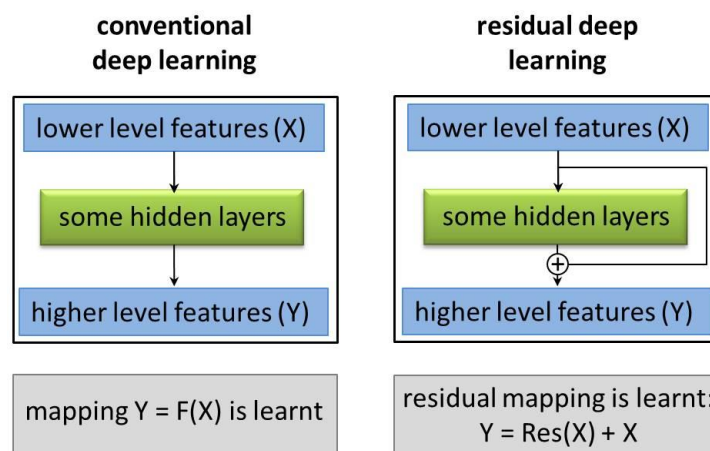 conventional
deep learning
lower level features (X)
some hidden layers
higher level features (Y)
mapping Y = F(X) is learnt
residual deep
learning
lower level features (X)
some hidden layers
+
higher level features (Y)
residual mapping is learnt:
Y = Res(X) + X